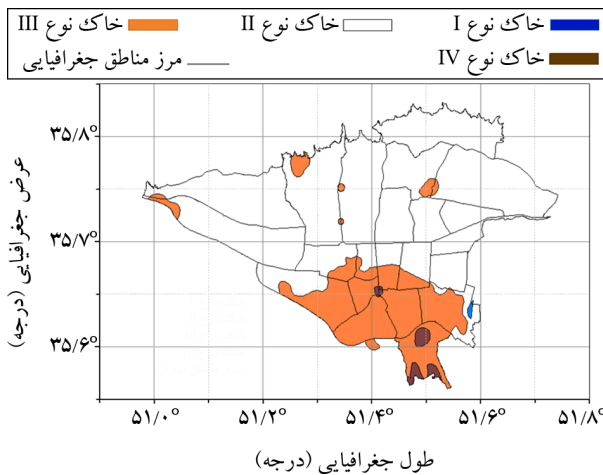 خاک نوع I خاک نوع II خاک نوع III
خاک نوع IV مرز مناطق جغرافیایی
عرض جغرافیایی (درجه)
۳۵/۸°
۳۵/۷°
۳۵/۶°
۵۱/۰° ۵۱/۲° ۵۱/۴° ۵۱/۶° ۵۱/۸°
طول جغرافیایی (درجه)